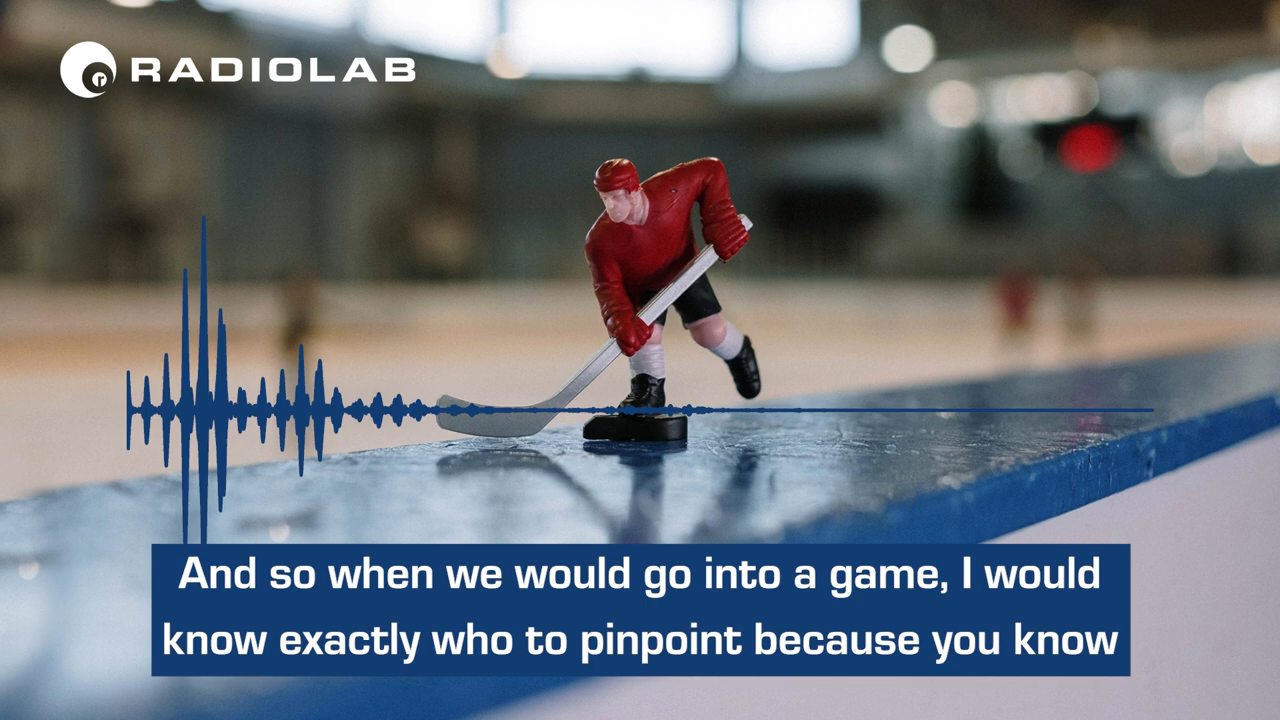 RADIOLAB
And so when we would go into a game, I would
know exactly who to pinpoint because you know